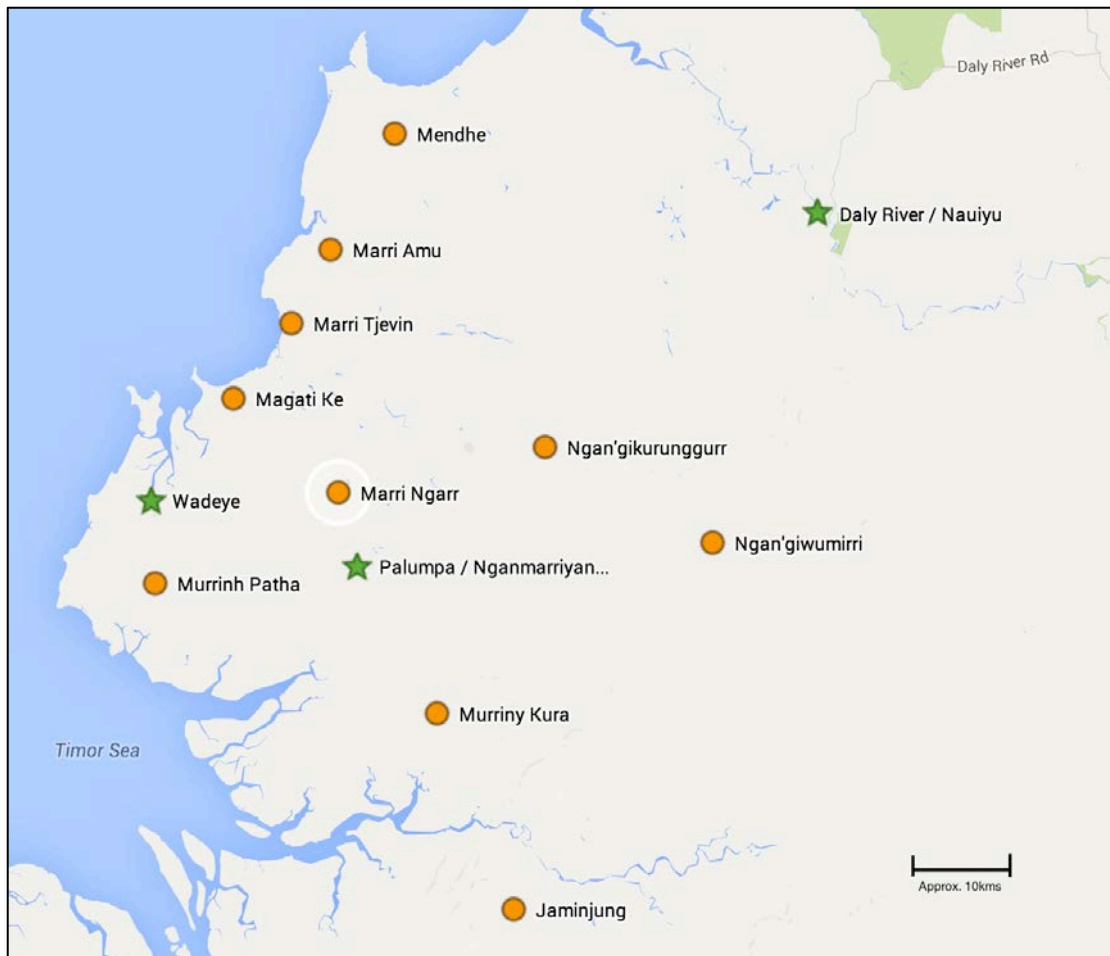 Daly River Rd
Mendhe
Daly River / Nauiyu
Marri Amu
Marri Tjevin
Magati Ke
Ngan'gikurunggurr
Marri Ngarr
Wadeye
Ngan'giwumirri
Palumpa / Nganmarriyan...
Murrinh Patha
Murriny Kura
Timor Sea
Approx. 10kms
Jaminjung